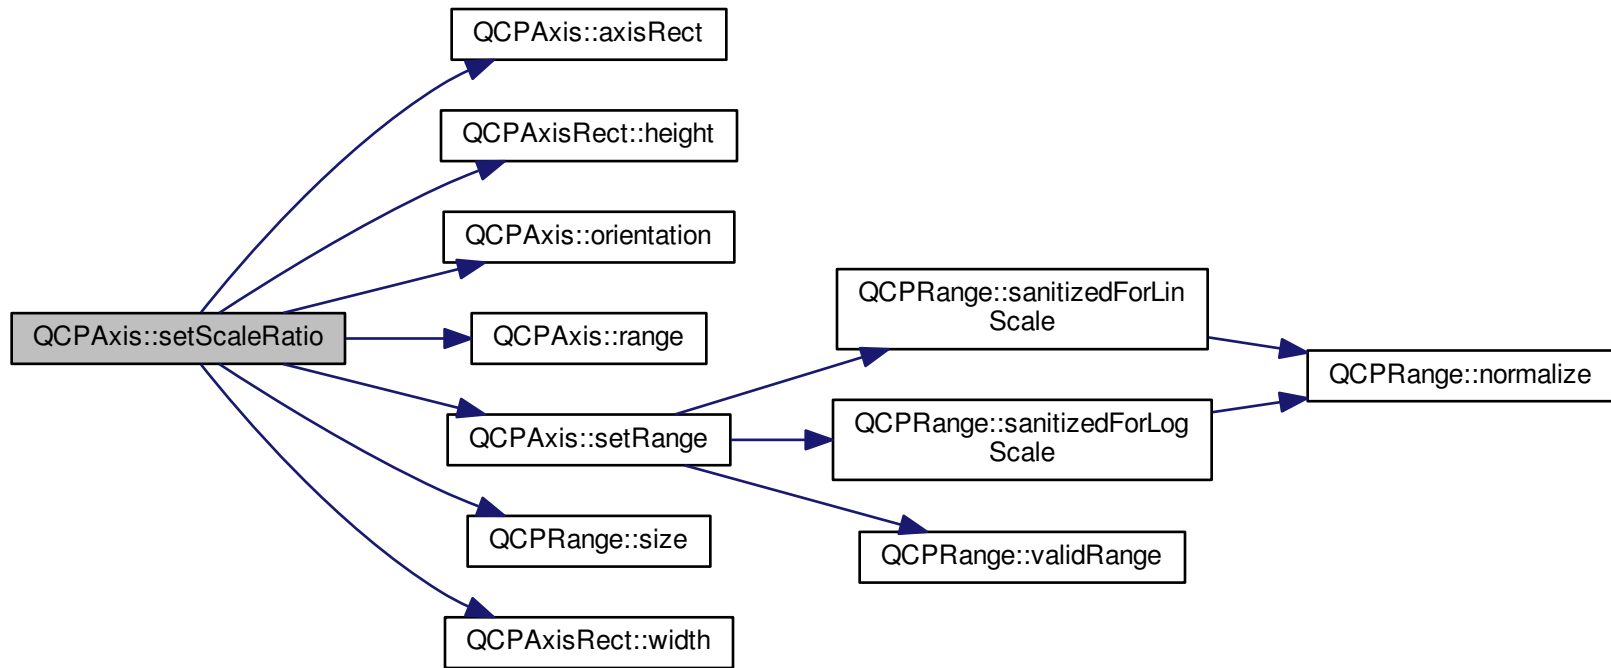 QCPAxis::setScaleRatio
QCPAxis::axisRect
QCPAxisRect::height
QCPAxis::orientation
QCPAxis::range
QCPAxis::setRange
QCPRange::size
QCPAxisRect::width
QCPRange::sanitizedForLin
Scale
QCPRange::sanitizedForLog
Scale
QCPRange::validRange
QCPRange::normalize